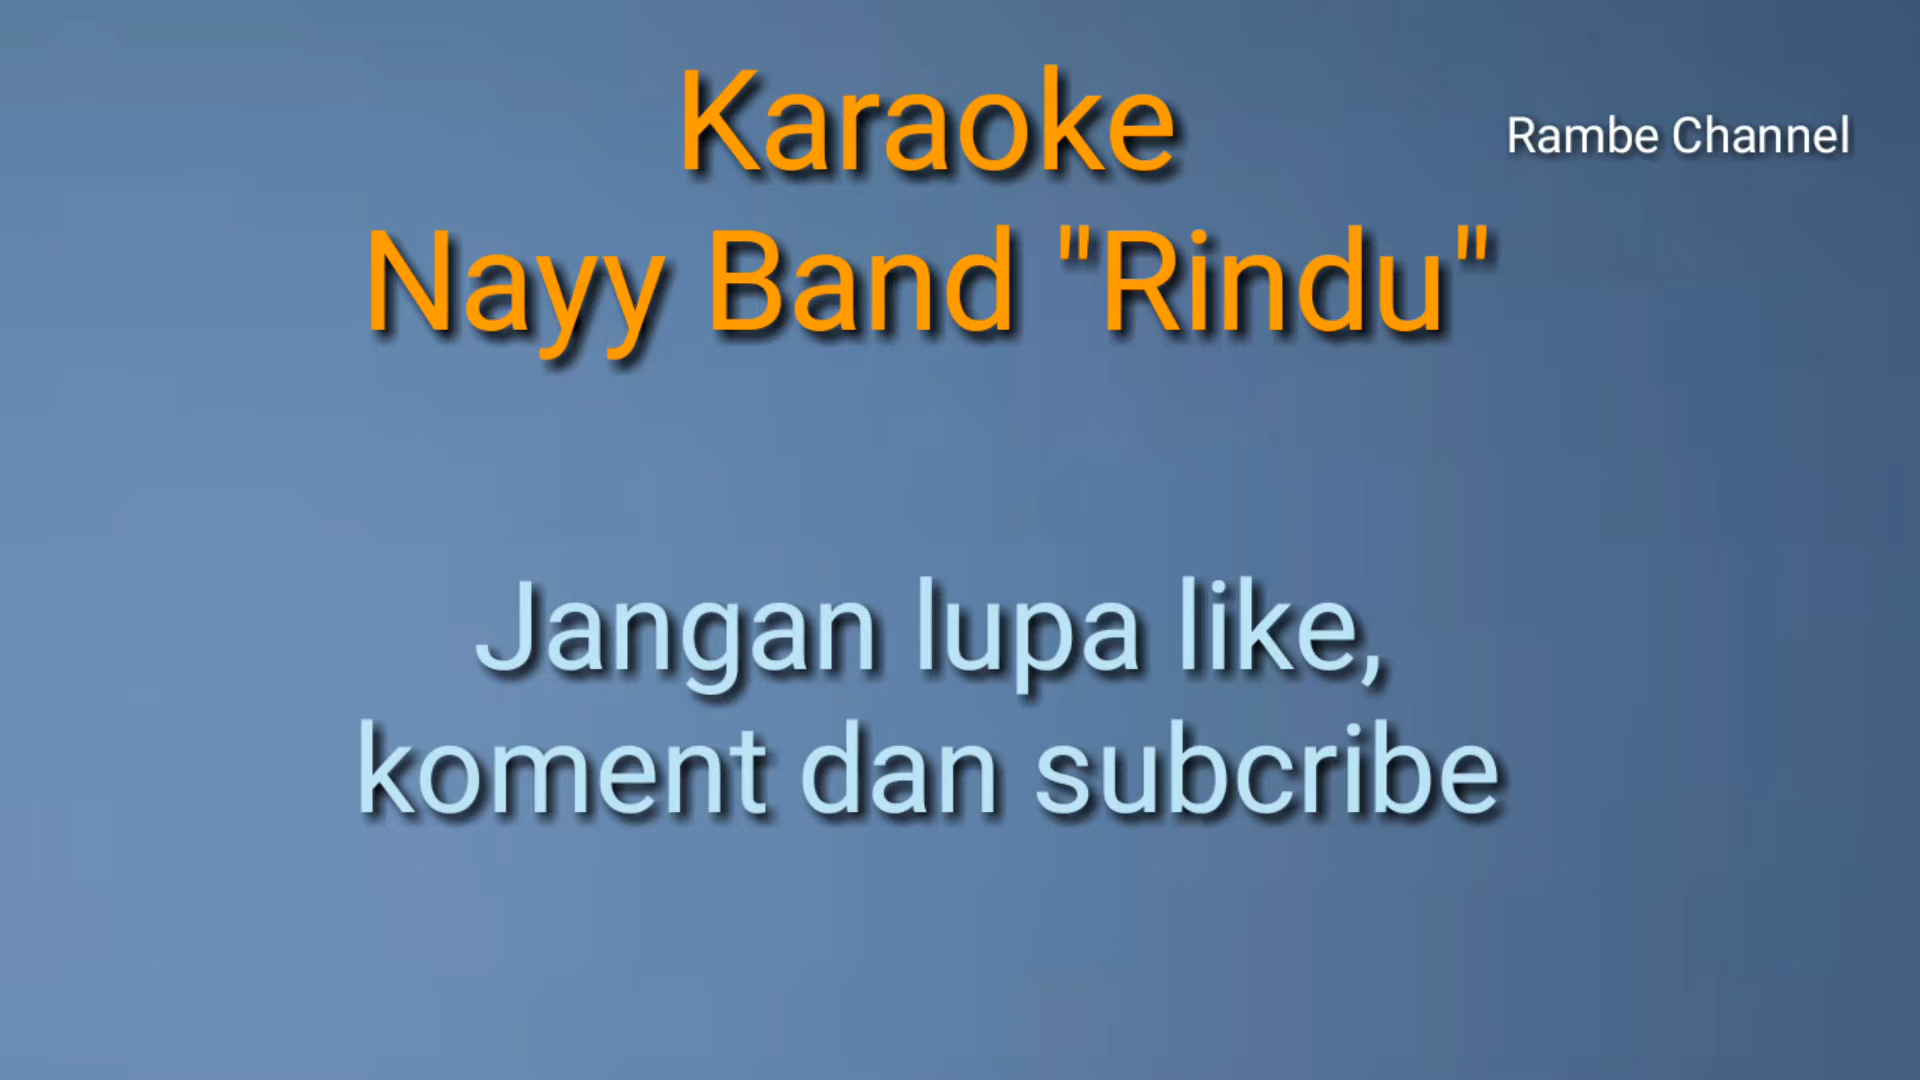 Karaoke
Rambe Channel
Nayy Band "Rindu"
Jangan lupa like,
koment dan subcribe